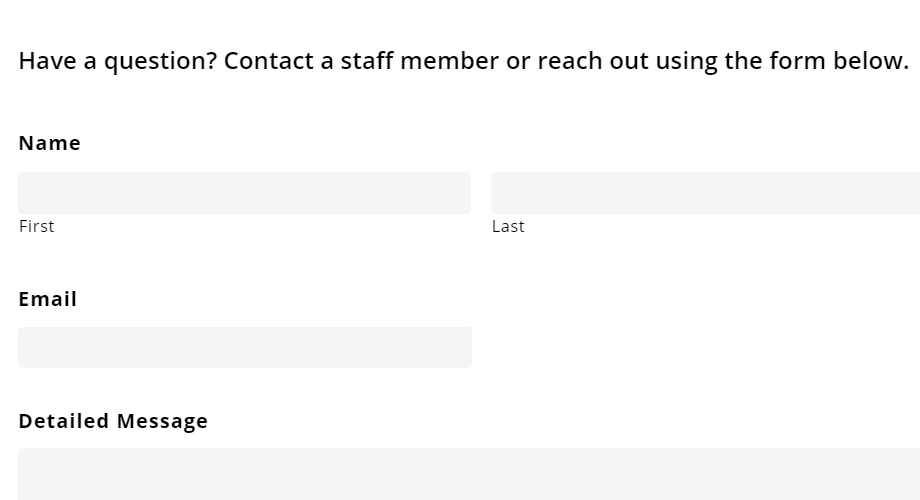 Have a question? Contact a staff member or reach out using the form below.
Name
First Last
Email
Detailed Message